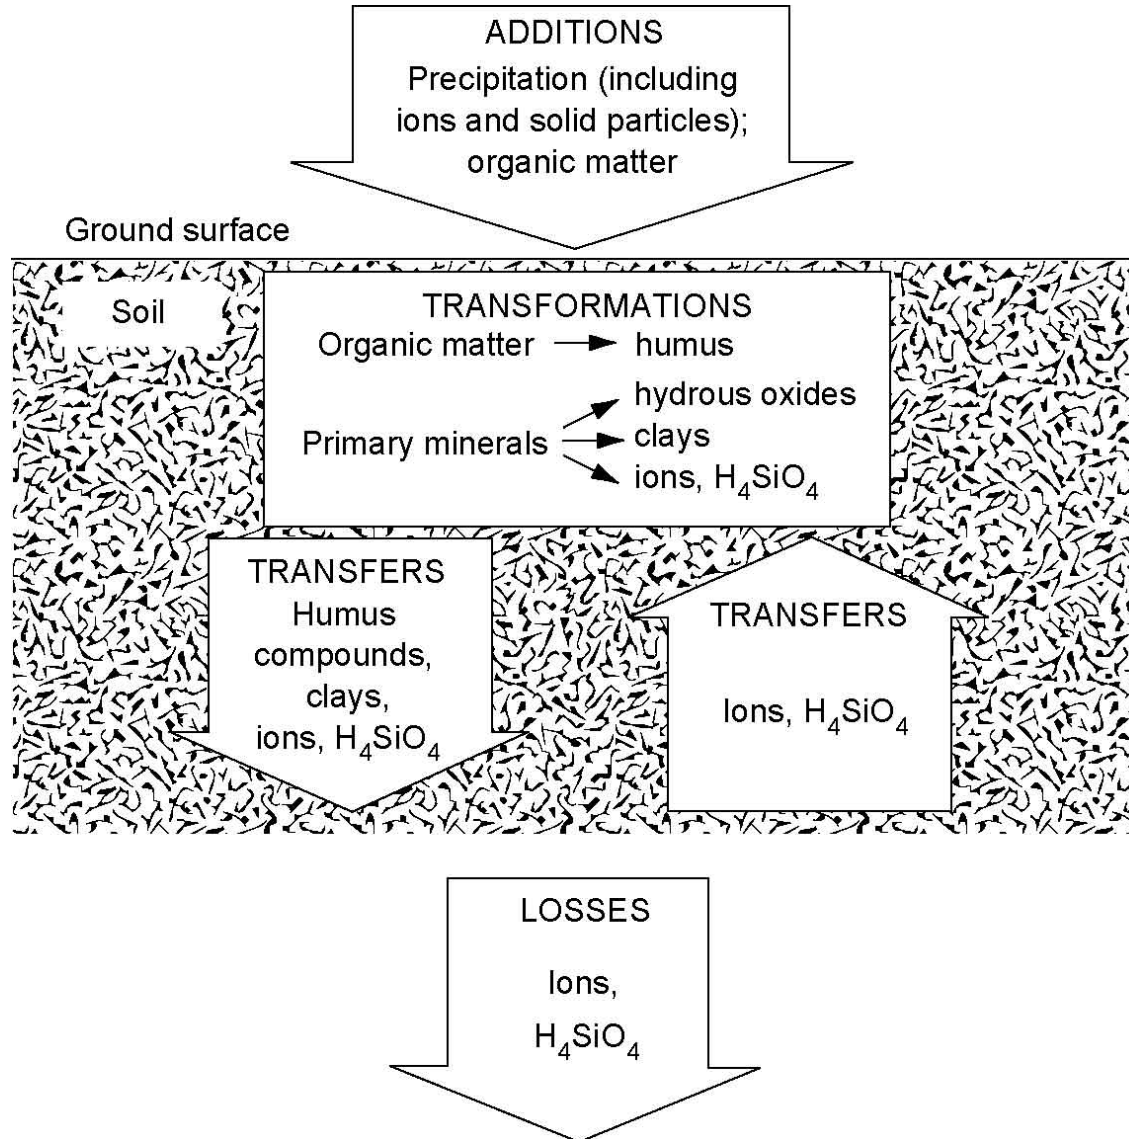 ADDITIONS
Precipitation (including
ions and solid particles);
organic matter
Ground surface
Soil
TRANSFORMATIONS
Organic matter → humus
hydrous oxides
Primary minerals → clays
ions, H₄SiO₄
TRANSFERS
Humus
compounds,
clays,
ions, H₄SiO₄
TRANSFERS
Ions, H₄SiO₄
LOSSES
Ions,
H₄SiO₄